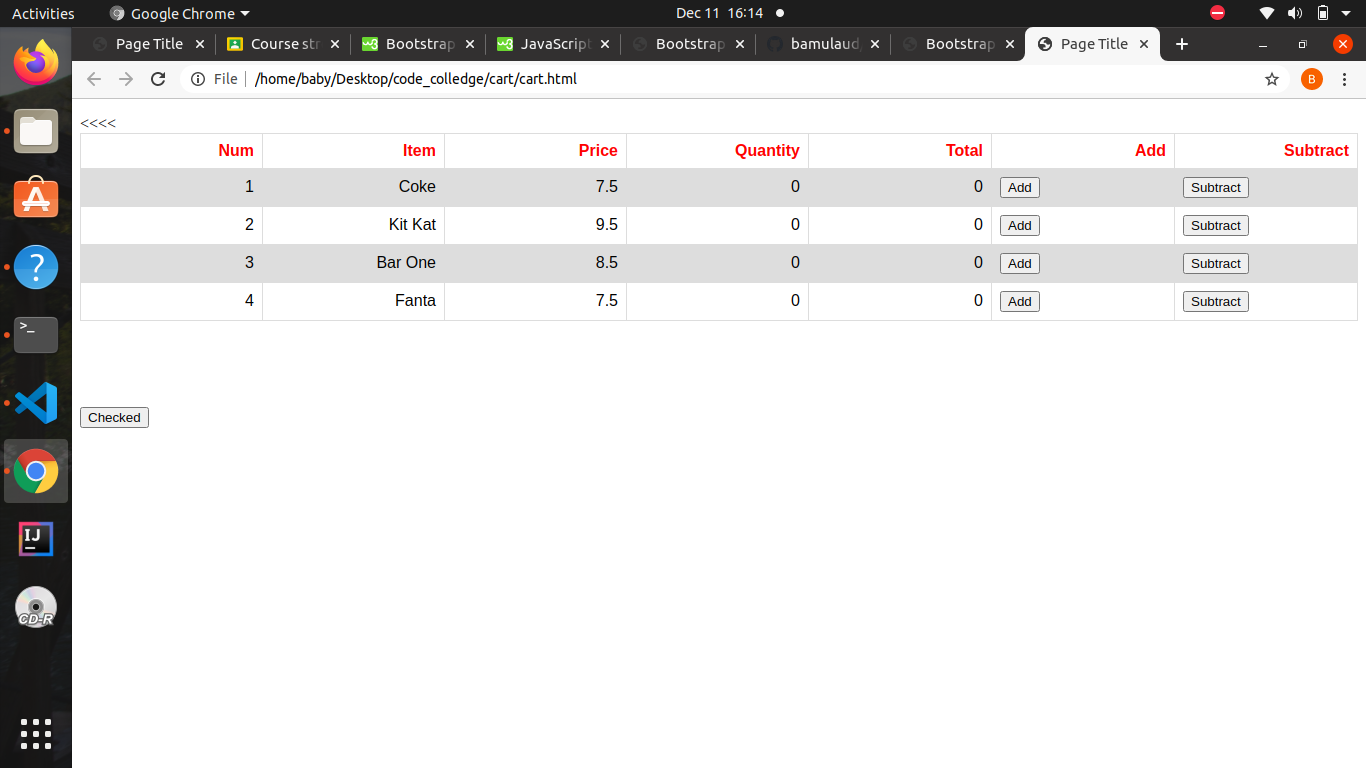 Activities Google Chrome Dec 11 16:14
Page Title Course str Bootstrap JavaScript Bootstrap bamulaud Bootstrap Page Title
File /home/baby/Desktop/code_colledge/cart/cart.html B
<<<<
Num Item Price Quantity Total Add Subtract
1 Coke 7.5 0 0 Add Subtract
2 Kit Kat 9.5 0 0 Add Subtract
3 Bar One 8.5 0 0 Add Subtract
4 Fanta 7.5 0 0 Add Subtract
Checked
>_
IJ
CD-R